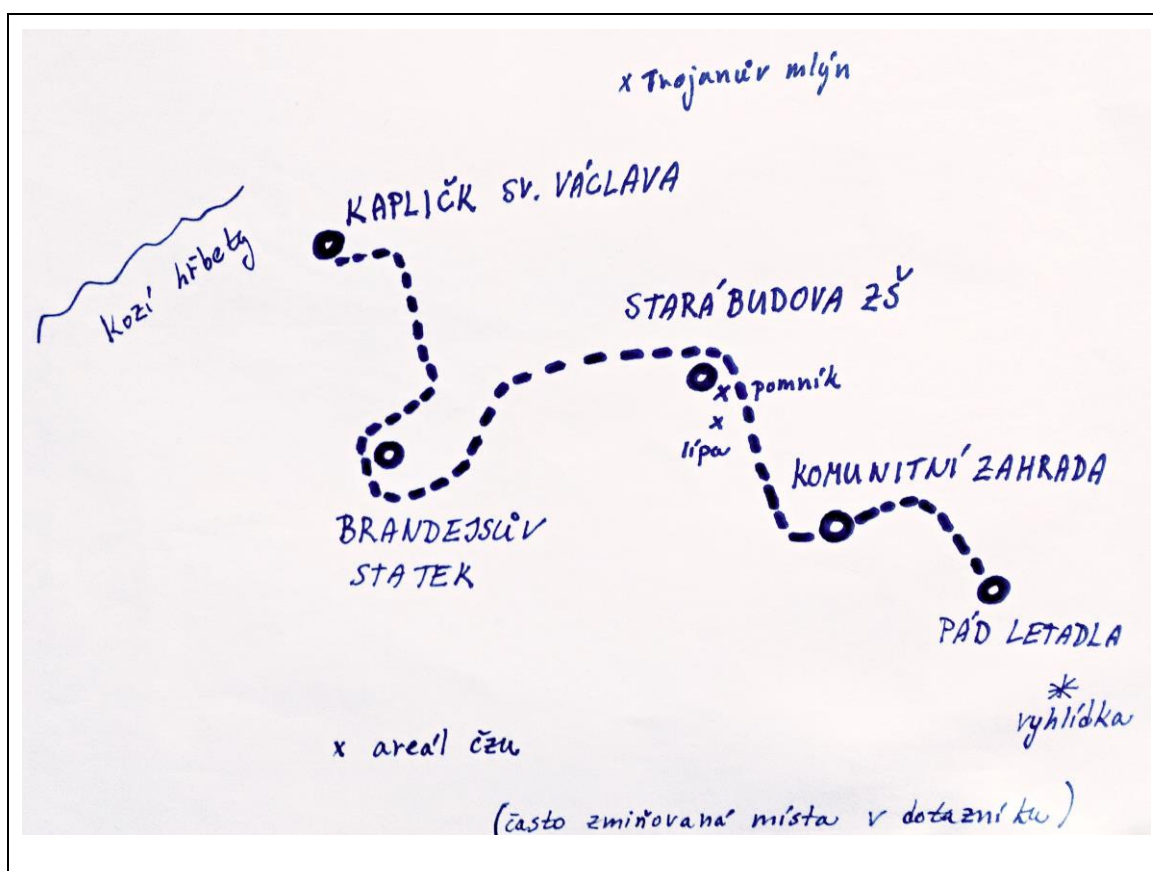 x Trojanův mlýn
KAPLIČK SV. VÁCLAVA
Kozí hřbety
STARÁ BUDOVA ZŠ
x pomník
x
lípa
KOMUNITNÍ ZAHRADA
BRANDEJSŮV
STATEK
PÁD LETADLA
vyhlídka
x areál čzu
(často zmiňovaná místa v dotazníku)